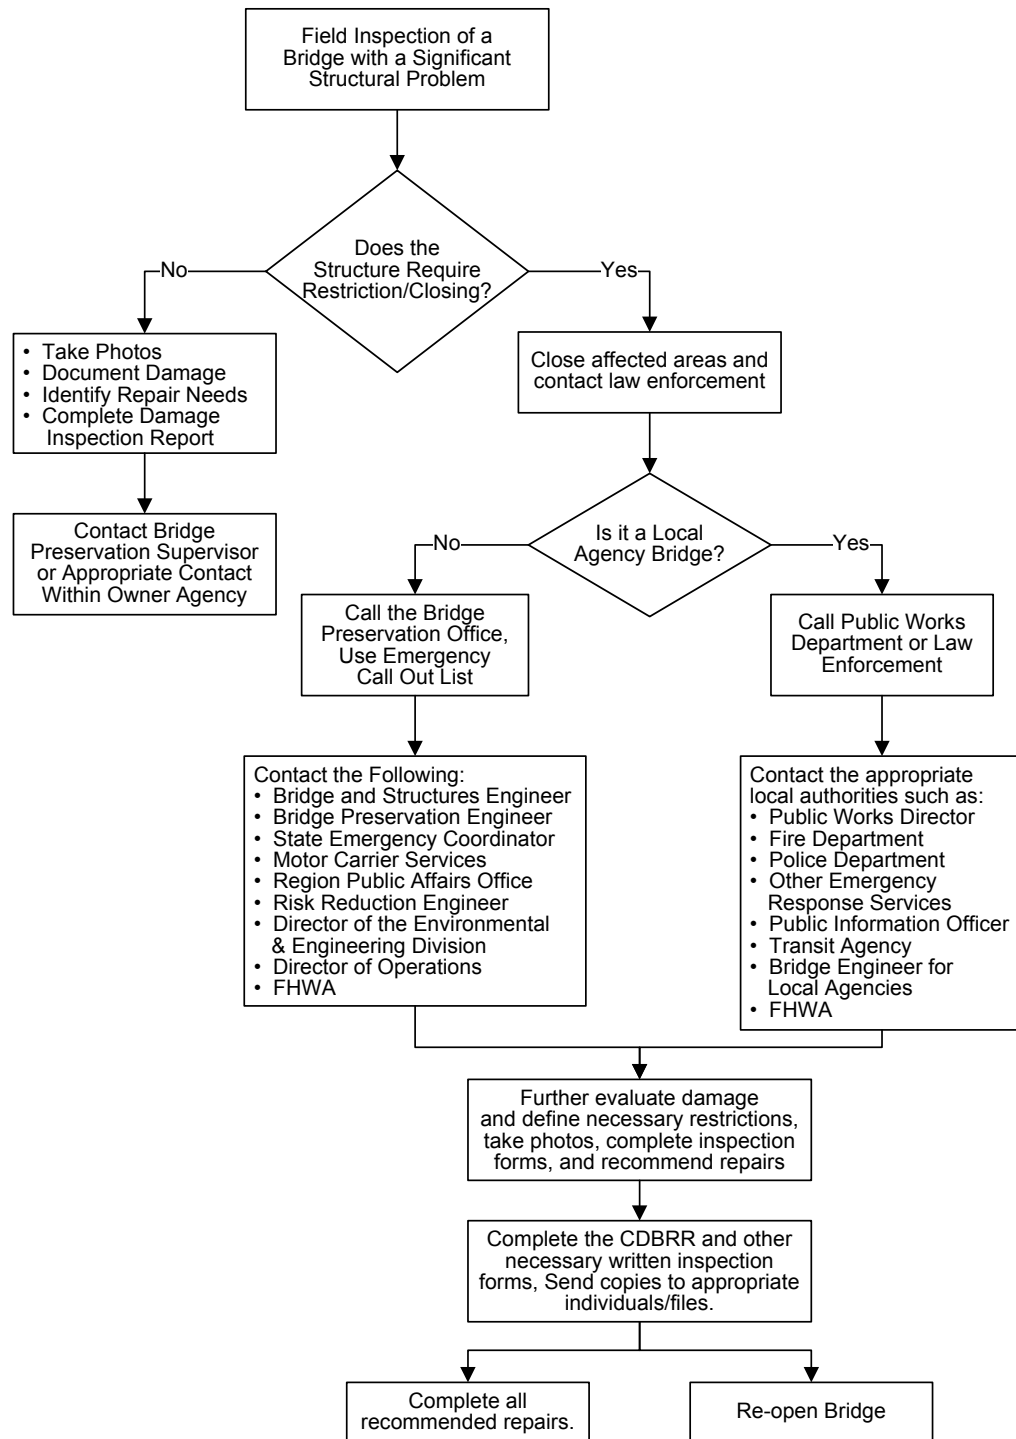 Field Inspection of a
Bridge with a Significant
Structural Problem
Does the
Structure Require
Restriction/Closing?
No
Yes
• Take Photos
• Document Damage
• Identify Repair Needs
• Complete Damage
Inspection Report
Close affected areas and
contact law enforcement
Contact Bridge
Preservation Supervisor
or Appropriate Contact
Within Owner Agency
Is it a Local
Agency Bridge?
No
Yes
Call the Bridge
Preservation Office,
Use Emergency
Call Out List
Call Public Works
Department or Law
Enforcement
Contact the Following:
• Bridge and Structures Engineer
• Bridge Preservation Engineer
• State Emergency Coordinator
• Motor Carrier Services
• Region Public Affairs Office
• Risk Reduction Engineer
• Director of the Environmental
& Engineering Division
• Director of Operations
• FHWA
Contact the appropriate
local authorities such as:
• Public Works Director
• Fire Department
• Police Department
• Other Emergency
Response Services
• Public Information Officer
• Transit Agency
• Bridge Engineer for
Local Agencies
• FHWA
Further evaluate damage
and define necessary restrictions,
take photos, complete inspection
forms, and recommend repairs
Complete the CDBRR and other
necessary written inspection
forms, Send copies to appropriate
individuals/files.
Complete all
recommended repairs.
Re-open Bridge